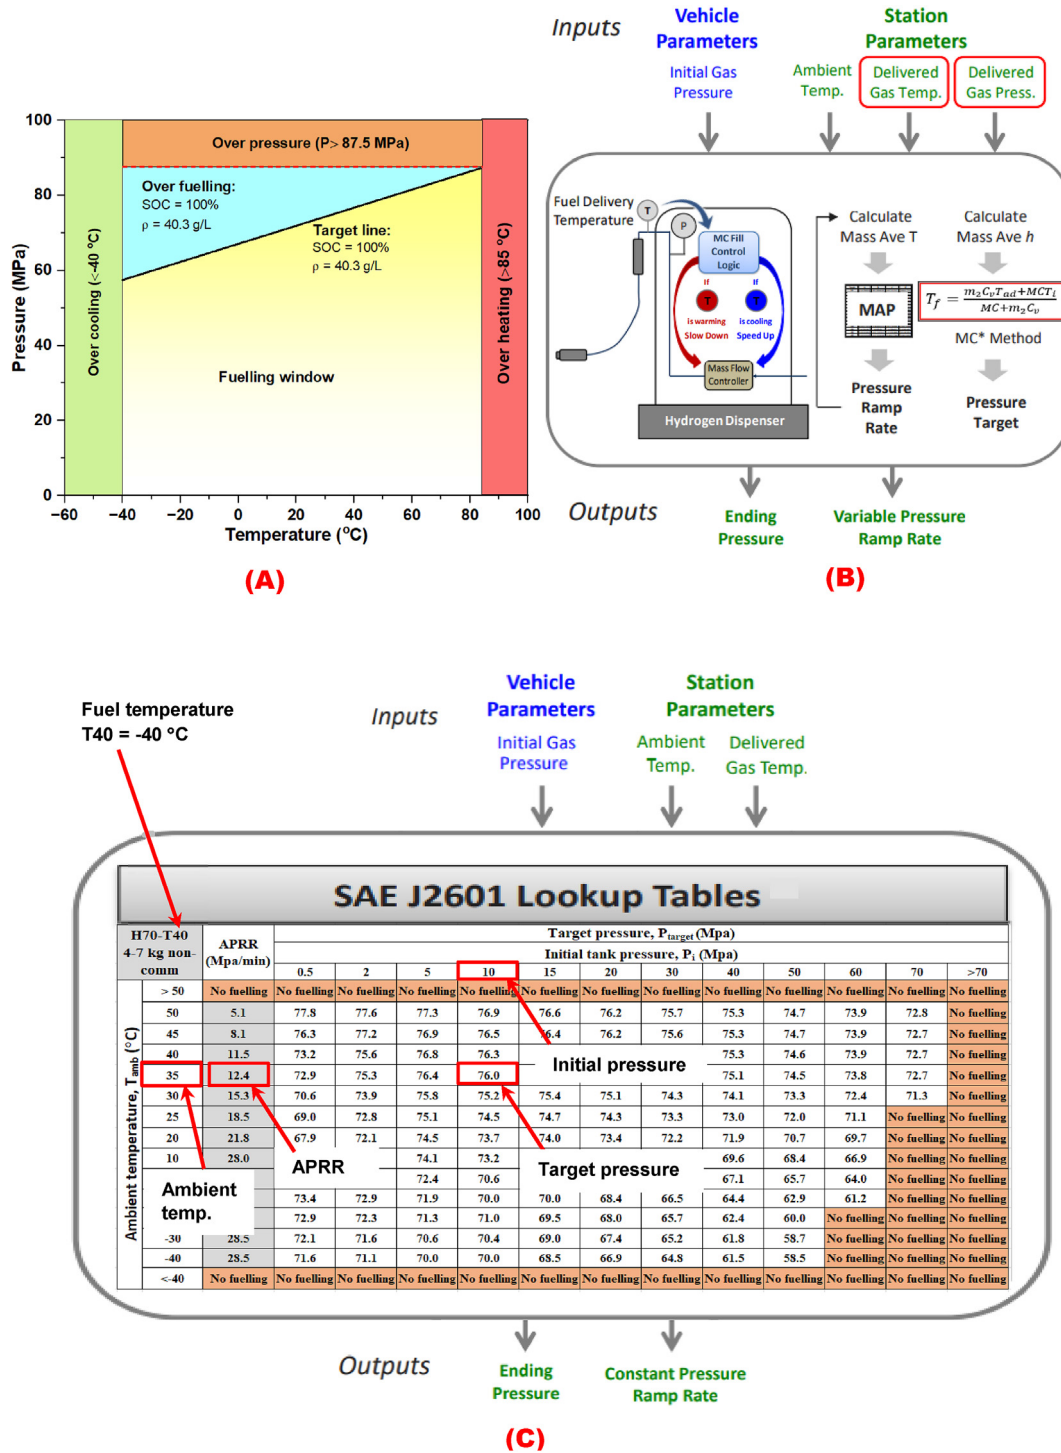 Inputs
Vehicle
Parameters
Station
Parameters
Initial Gas
Pressure
Ambient
Temp.
Delivered
Gas Temp.
Delivered
Gas Press.
100
80
60
40
20
0
Pressure (MPa)
Over pressure (P> 87.5 MPa)
Over fuelling:
SOC = 100%
ρ = 40.3 g/L
Target line:
SOC = 100%
ρ = 40.3 g/L
Over cooling (<-40 °C)
Over heating (>85 °C)
Fuelling window
−60 −40 −20 0 20 40 60 80 100
Temperature (°C)
(A)
Fuel Delivery
Temperature
T
P
MC Fill
Control
Logic
If
T
is warming
Slow Down
If
T
is cooling
Speed Up
Mass Flow
Controller
Hydrogen Dispenser
Calculate
Mass Ave T
MAP
Pressure
Ramp
Rate
Calculate
Mass Ave h
T_f = (m_2C_vT_ad+MCT_i)/(MC+m_2C_v)
MC* Method
Pressure
Target
Outputs
Ending
Pressure
Variable Pressure
Ramp Rate
(B)
Fuel temperature
T40 = -40 °C
Inputs
Vehicle
Parameters
Station
Parameters
Initial Gas
Pressure
Ambient
Temp.
Delivered
Gas Temp.
SAE J2601 Lookup Tables
H70-T40
4-7 kg non-
comm
APRR
(Mpa/min)
Target pressure, P_target (Mpa)
Initial tank pressure, P_i (Mpa)
0.5 2 5 10 15 20 30 40 50 60 70 >70
Ambient temperature, T_amb (°C)
> 50 No fuelling No fuelling No fuelling No fuelling No fuelling No fuelling No fuelling No fuelling No fuelling No fuelling No fuelling No fuelling No fuelling
50 5.1 77.8 77.6 77.3 76.9 76.6 76.2 75.7 75.3 74.7 73.9 72.8 No fuelling
45 8.1 76.3 77.2 76.9 76.5 76.4 76.2 75.6 75.3 74.7 73.9 72.7 No fuelling
40 11.5 73.2 75.6 76.8 76.3 75.3 74.6 73.9 72.7 No fuelling
35 12.4 72.9 75.3 76.4 76.0 75.1 74.5 73.8 72.7 No fuelling
30 15.3 70.6 73.9 75.8 75.2 75.4 75.1 74.3 74.1 73.3 72.4 71.3 No fuelling
25 18.5 69.0 72.8 75.1 74.5 74.7 74.3 73.3 73.0 72.0 71.1 No fuelling No fuelling
20 21.8 67.9 72.1 74.5 73.7 74.0 73.4 72.2 71.9 70.7 69.7 No fuelling No fuelling
10 28.0 74.1 73.2 69.6 68.4 66.9 No fuelling No fuelling
72.4 70.6 67.1 65.7 64.0 No fuelling No fuelling
73.4 72.9 71.9 70.0 70.0 68.4 66.5 64.4 62.9 61.2 No fuelling No fuelling
72.9 72.3 71.3 71.0 69.5 68.0 65.7 62.4 60.0 No fuelling No fuelling No fuelling
-30 28.5 72.1 71.6 70.6 70.4 69.0 67.4 65.2 61.8 58.7 No fuelling No fuelling No fuelling
-40 28.5 71.6 71.1 70.0 70.0 68.5 66.9 64.8 61.5 58.5 No fuelling No fuelling No fuelling
<-40 No fuelling No fuelling No fuelling No fuelling No fuelling No fuelling No fuelling No fuelling No fuelling No fuelling No fuelling No fuelling No fuelling
Initial pressure
APRR
Target pressure
Ambient
temp.
Outputs
Ending
Pressure
Constant Pressure
Ramp Rate
(C)